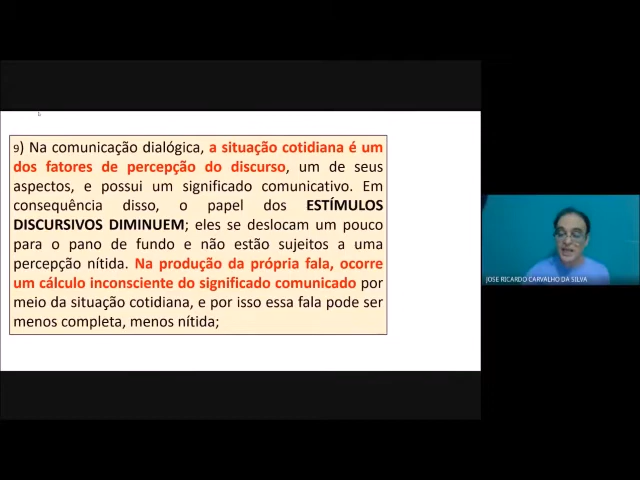 9) Na comunicação dialógica, a situação cotidiana é um
dos fatores de percepção do discurso, um de seus
aspectos, e possui um significado comunicativo. Em
consequência disso, o papel dos ESTÍMULOS
DISCURSIVOS DIMINUEM; eles se deslocam um pouco
para o pano de fundo e não estão sujeitos a uma
percepção nítida. Na produção da própria fala, ocorre
um cálculo inconsciente do significado comunicado por
meio da situação cotidiana, e por isso essa fala pode ser
menos completa, menos nítida;
JOSE RICARDO CARVALHO DA SILVA